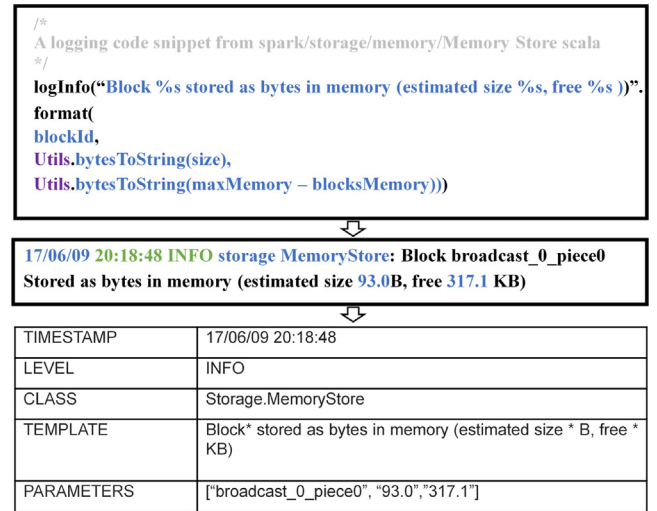 /*
A logging code snippet from spark/storage/memory/Memory Store scala
*/
logInfo(“Block %s stored as bytes in memory (estimated size %s, free %s ))”.
format(
blockId,
Utils.bytesToString(size),
Utils.bytesToString(maxMemory – blocksMemory)))
17/06/09 20:18:48 INFO storage MemoryStore: Block broadcast_0_piece0
Stored as bytes in memory (estimated size 93.0B, free 317.1 KB)
TIMESTAMP 17/06/09 20:18:48
LEVEL INFO
CLASS Storage.MemoryStore
TEMPLATE Block* stored as bytes in memory (estimated size * B, free *
KB)
PARAMETERS [“broadcast_0_piece0”, “93.0”,”317.1”]